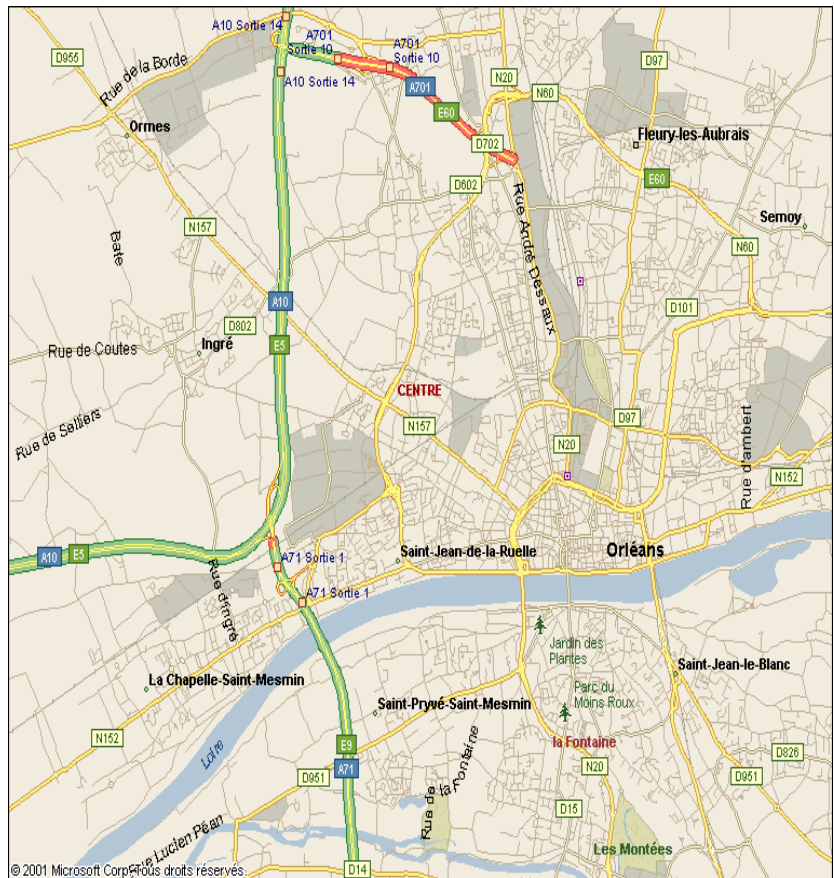 A10 Sortie 14
A701
Sortie 10
A701
Sortie 10
D955
Rue de la Borde
A10 Sortie 14
A701
N20
D97
N60
E60
Ormes
D702
Fleury-les-Aubrais
D602
E60
Rue André Dessaux
Semoy
N157
Bate
N60
A10
D101
D802
Rue de Coutes
Ingré
E5
CENTRE
Rue de Selliers
N157
D97
N20
Rue d'ambert
N152
A10
E5
A71 Sortie 1
Saint-Jean-de-la-Ruelle
Orléans
Rue d'Ingré
A71 Sortie 1
Jardin des
Plantes
Saint-Jean-le-Blanc
La Chapelle-Saint-Mesmin
Parc du
Moins Roux
Saint-Pryvé-Saint-Mesmin
N152
Loire
E9
la Fontaine
D826
A71
D951
N20
D951
Rue de
la Fontaine
D15
Rue Lucien Péan
Les Montées
D14
© 2001 Microsoft Corp. Tous droits réservés.